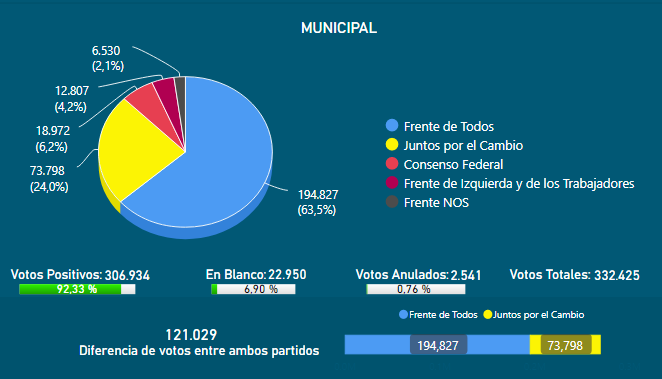 MUNICIPAL
6.530
(2,1%)
12.807
(4,2%)
18.972
(6,2%)
73.798
(24,0%)
194.827
(63,5%)
Frente de Todos
Juntos por el Cambio
Consenso Federal
Frente de Izquierda y de los Trabajadores
Frente NOS
Votos Positivos: 306.934
92,33 %
En Blanco: 22.950
6,90 %
Votos Anulados: 2.541
0,76 %
Votos Totales: 332.425
Frente de Todos Juntos por el Cambio
121.029
Diferencia de votos entre ambos partidos
194,827 73,798